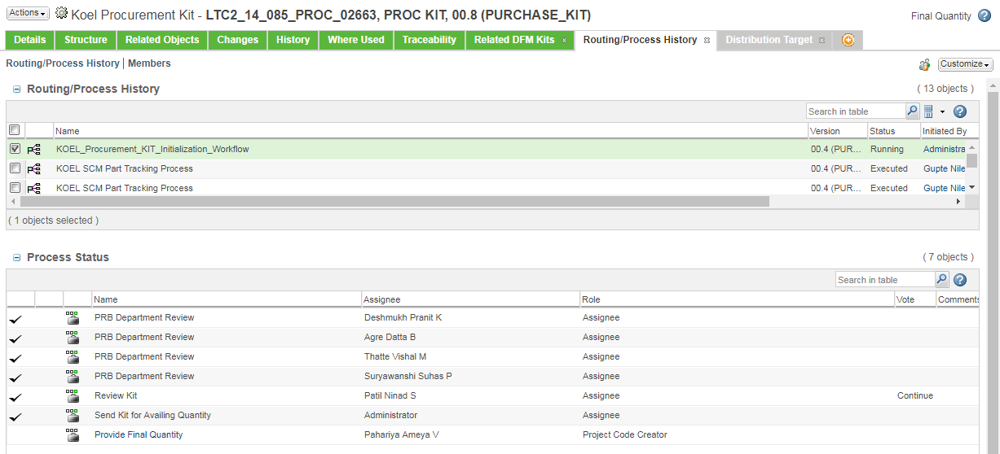 Actions Koel Procurement Kit - LTC2_14_085_PROC_02663, PROC KIT, 00.8 (PURCHASE_KIT) Final Quantity
Details Structure Related Objects Changes History Where Used Traceability Related DFM Kits Routing/Process History Distribution Target
Routing/Process History | Members Customize
Routing/Process History ( 13 objects )
Search in table
Name Version Status Initiated By
KOEL_Procurement_KIT_Initialization_Workflow 00.4 (PUR... Running Administra
KOEL SCM Part Tracking Process 00.4 (PUR... Executed Gupte Nile
KOEL SCM Part Tracking Process 00.4 (PUR... Executed Gupte Nile
( 1 objects selected )
Process Status ( 7 objects )
Search in table
Name Assignee Role Vote Comments
PRB Department Review Deshmukh Pranit K Assignee
PRB Department Review Agre Datta B Assignee
PRB Department Review Thatte Vishal M Assignee
PRB Department Review Suryawanshi Suhas P Assignee
Review Kit Patil Ninad S Assignee Continue
Send Kit for Availing Quantity Administrator Assignee
Provide Final Quantity Pahariya Ameya V Project Code Creator